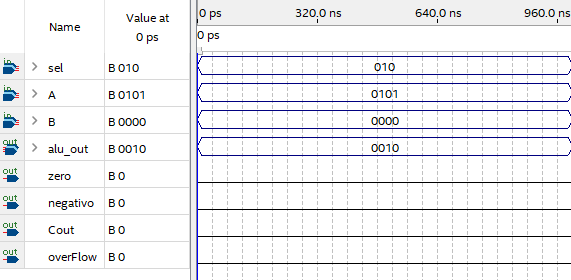 Name Value at 0 ps 0 ps 320.0 ns 640.0 ns 960.0 ns
0 ps
in sel B 010 010
in A B 0101 0101
in B B 0000 0000
out alu_out B 0010 0010
out zero B 0
out negativo B 0
out Cout B 0
out overFlow B 0